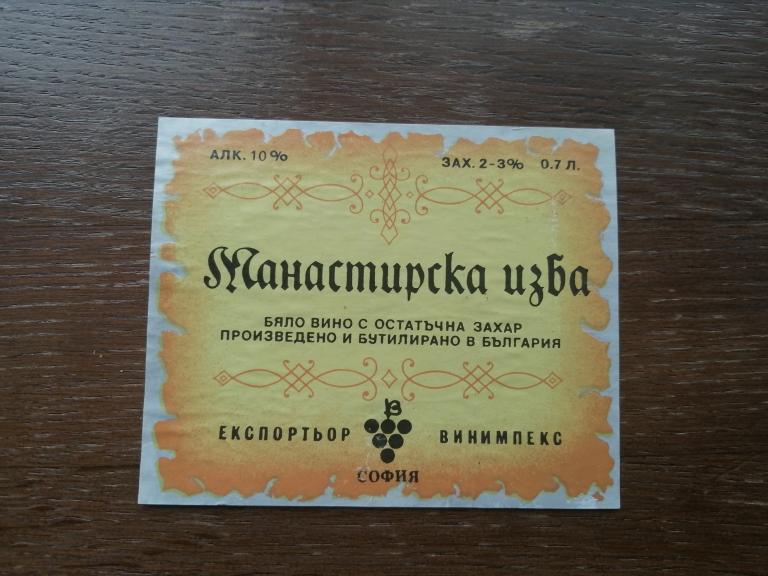 АЛК. 10% ЗАХ. 2-3% 0.7 Л.
Манастирска изба
БЯЛО ВИНО С ОСТАТЪЧНА ЗАХАР
ПРОИЗВЕДЕНО И БУТИЛИРАНО В БЪЛГАРИЯ
ЕКСПОРТЬОР ВИНИМПЕКС
СОФИЯ